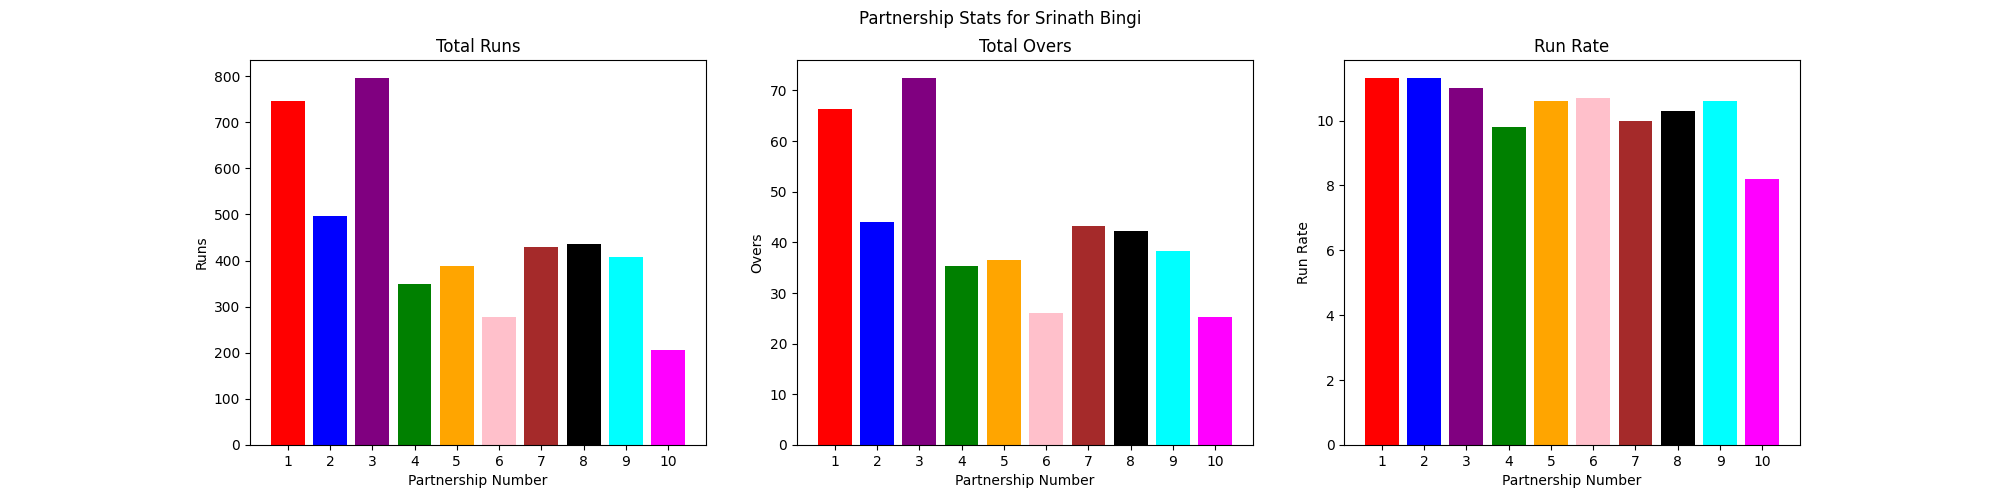 Partnership Stats for Srinath Bingi
Total Runs
Runs
800
700
600
500
400
300
200
100
0
1 2 3 4 5 6 7 8 9 10
Partnership Number
Total Overs
Overs
70
60
50
40
30
20
10
0
1 2 3 4 5 6 7 8 9 10
Partnership Number
Run Rate
Run Rate
10
8
6
4
2
0
1 2 3 4 5 6 7 8 9 10
Partnership Number